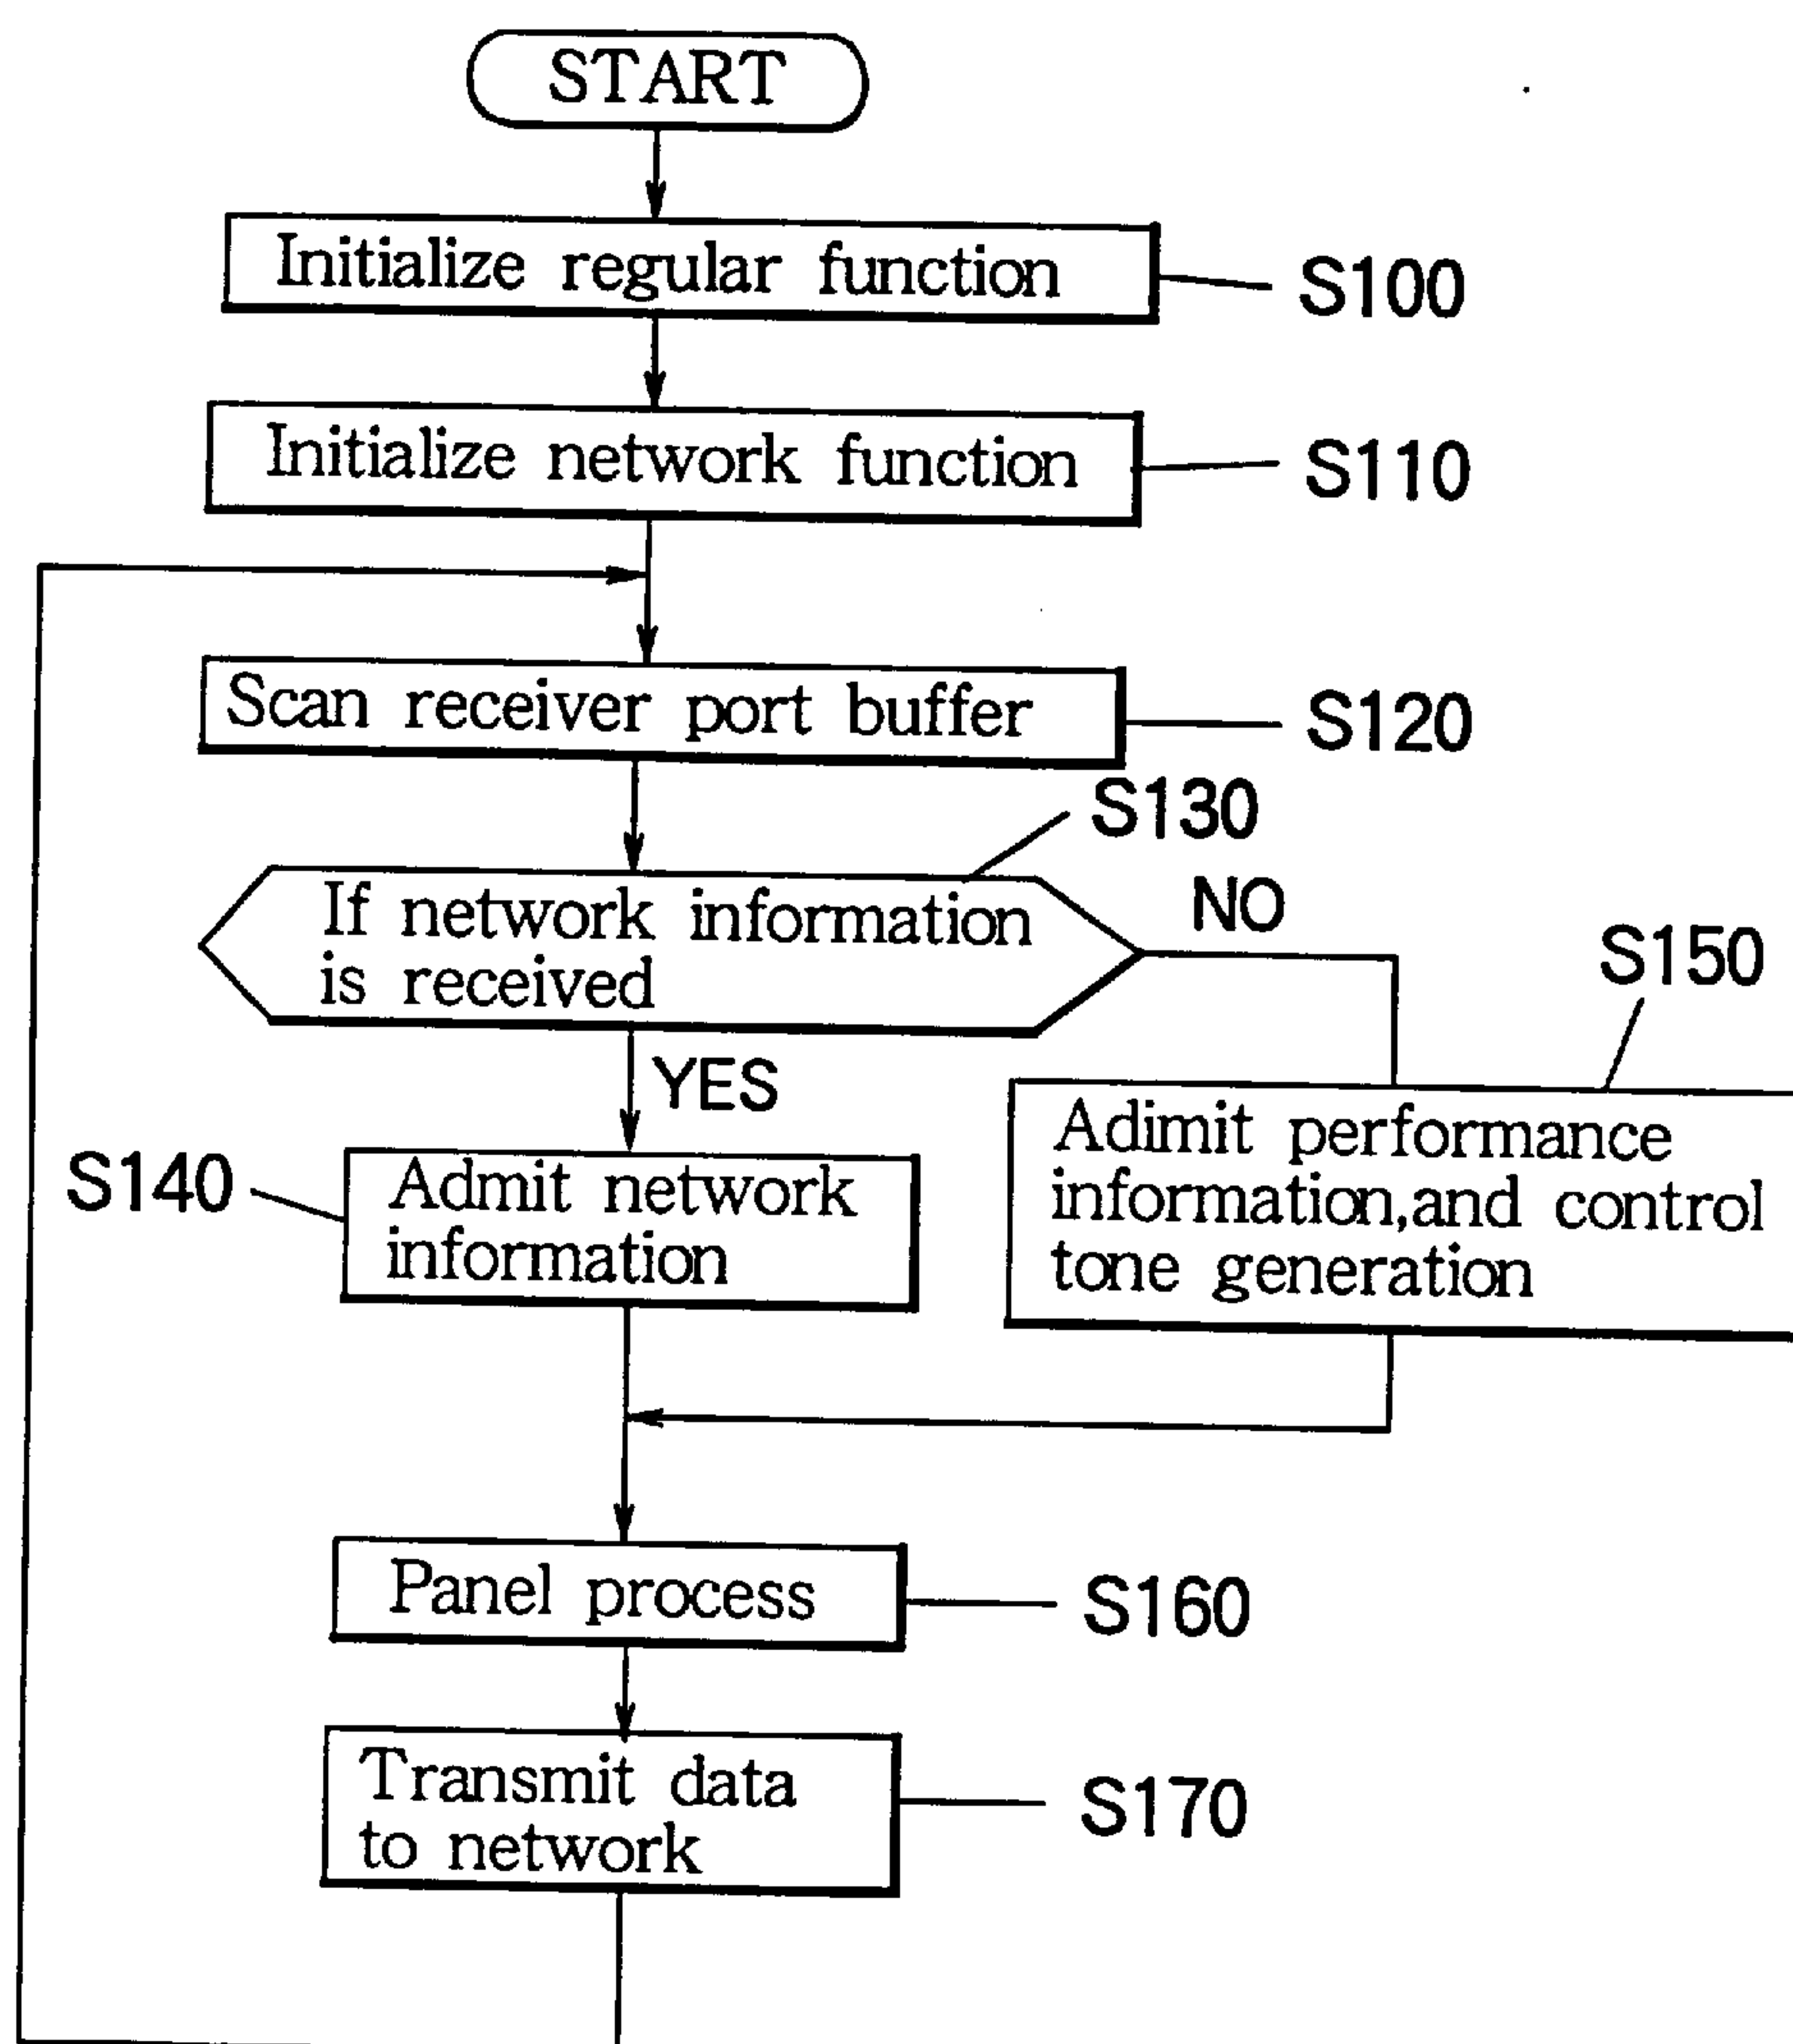 START
Initialize regular function
S100
Initialize network function
S110
Scan receiver port buffer
S120
S130
If network information
is received
NO
YES
S150
Adimit performance
information,and control
tone generation
S140
Admit network
information
Panel process
S160
Transmit data
to network
S170